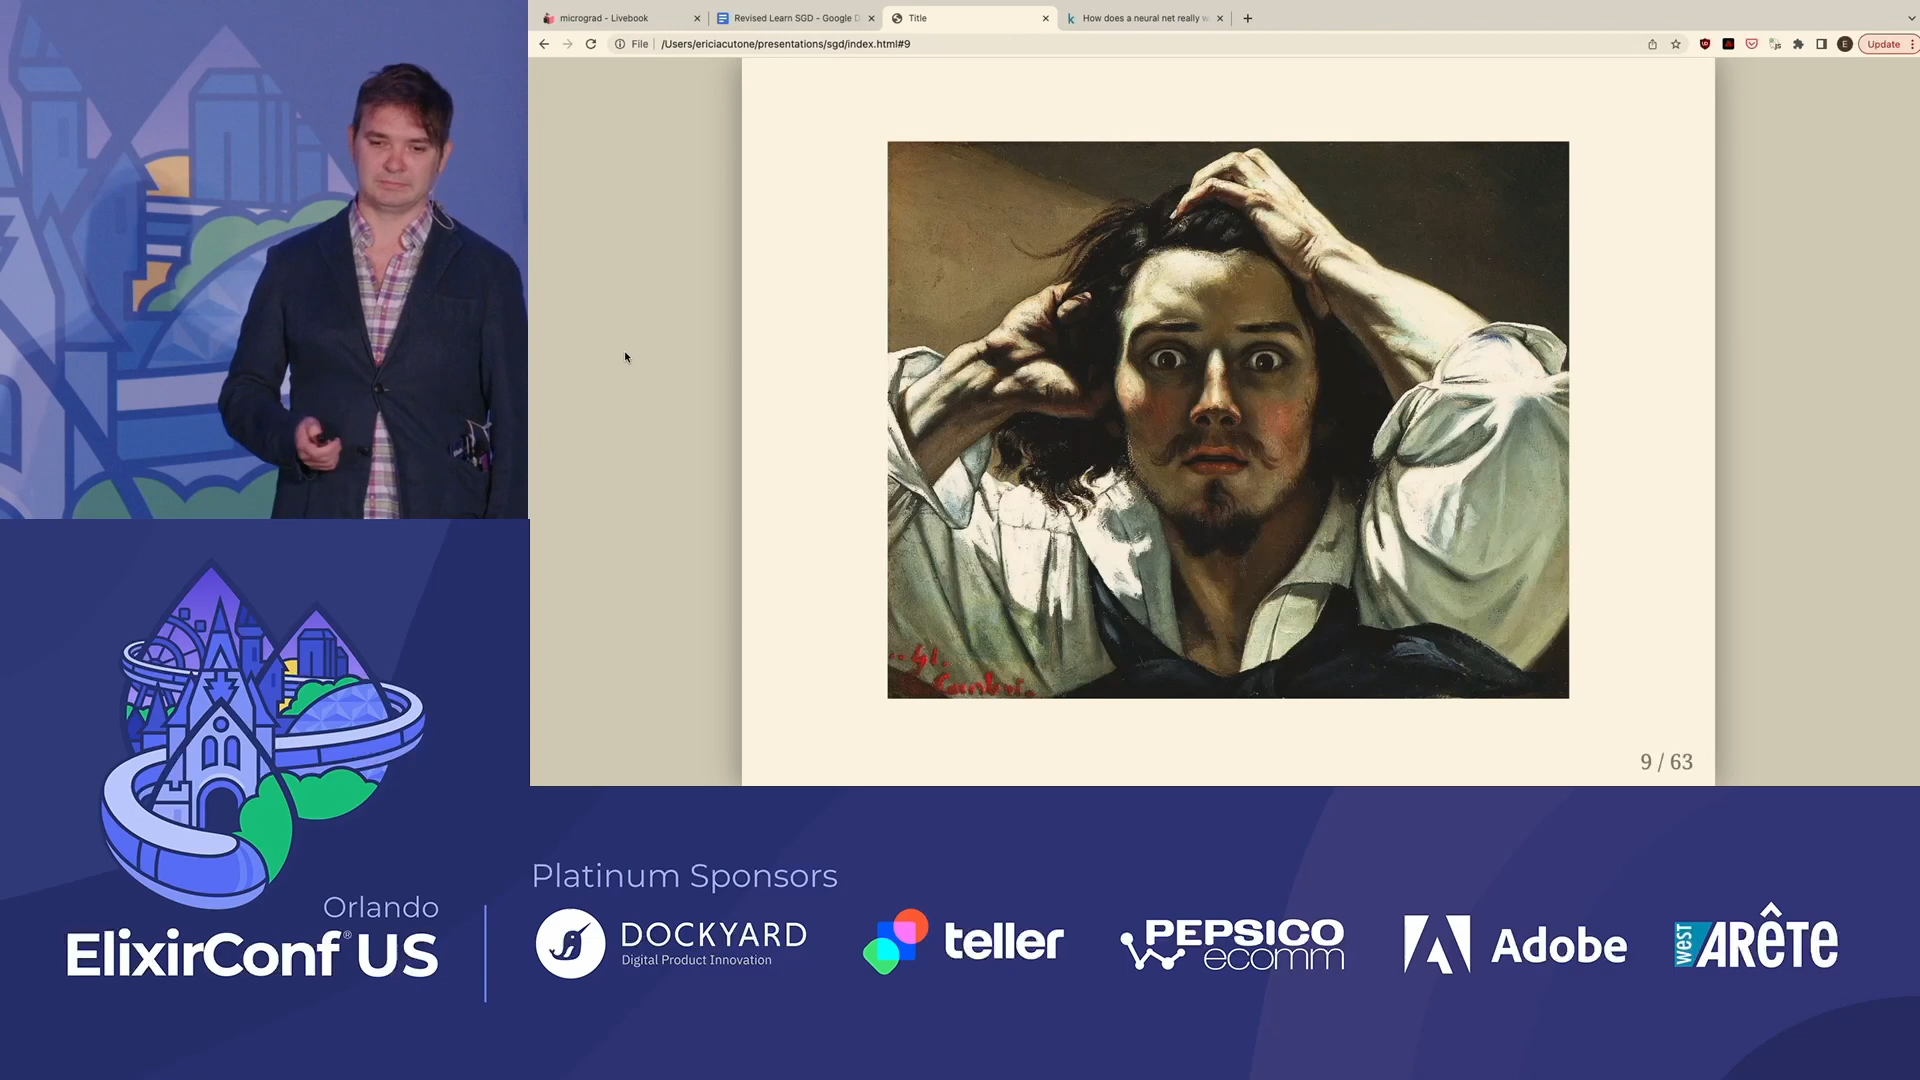 micrograd - Livebook
Revised Learn SGD - Google D
Title
How does a neural net really w
File
/Users/ericiacutone/presentations/sgd/index.html#9
E
Update
9 / 63
Platinum Sponsors
Orlando
ElixirConf® US
DOCKYARD
Digital Product Innovation
teller
PEPSICO
ecomm
Adobe
west
ARÊTE